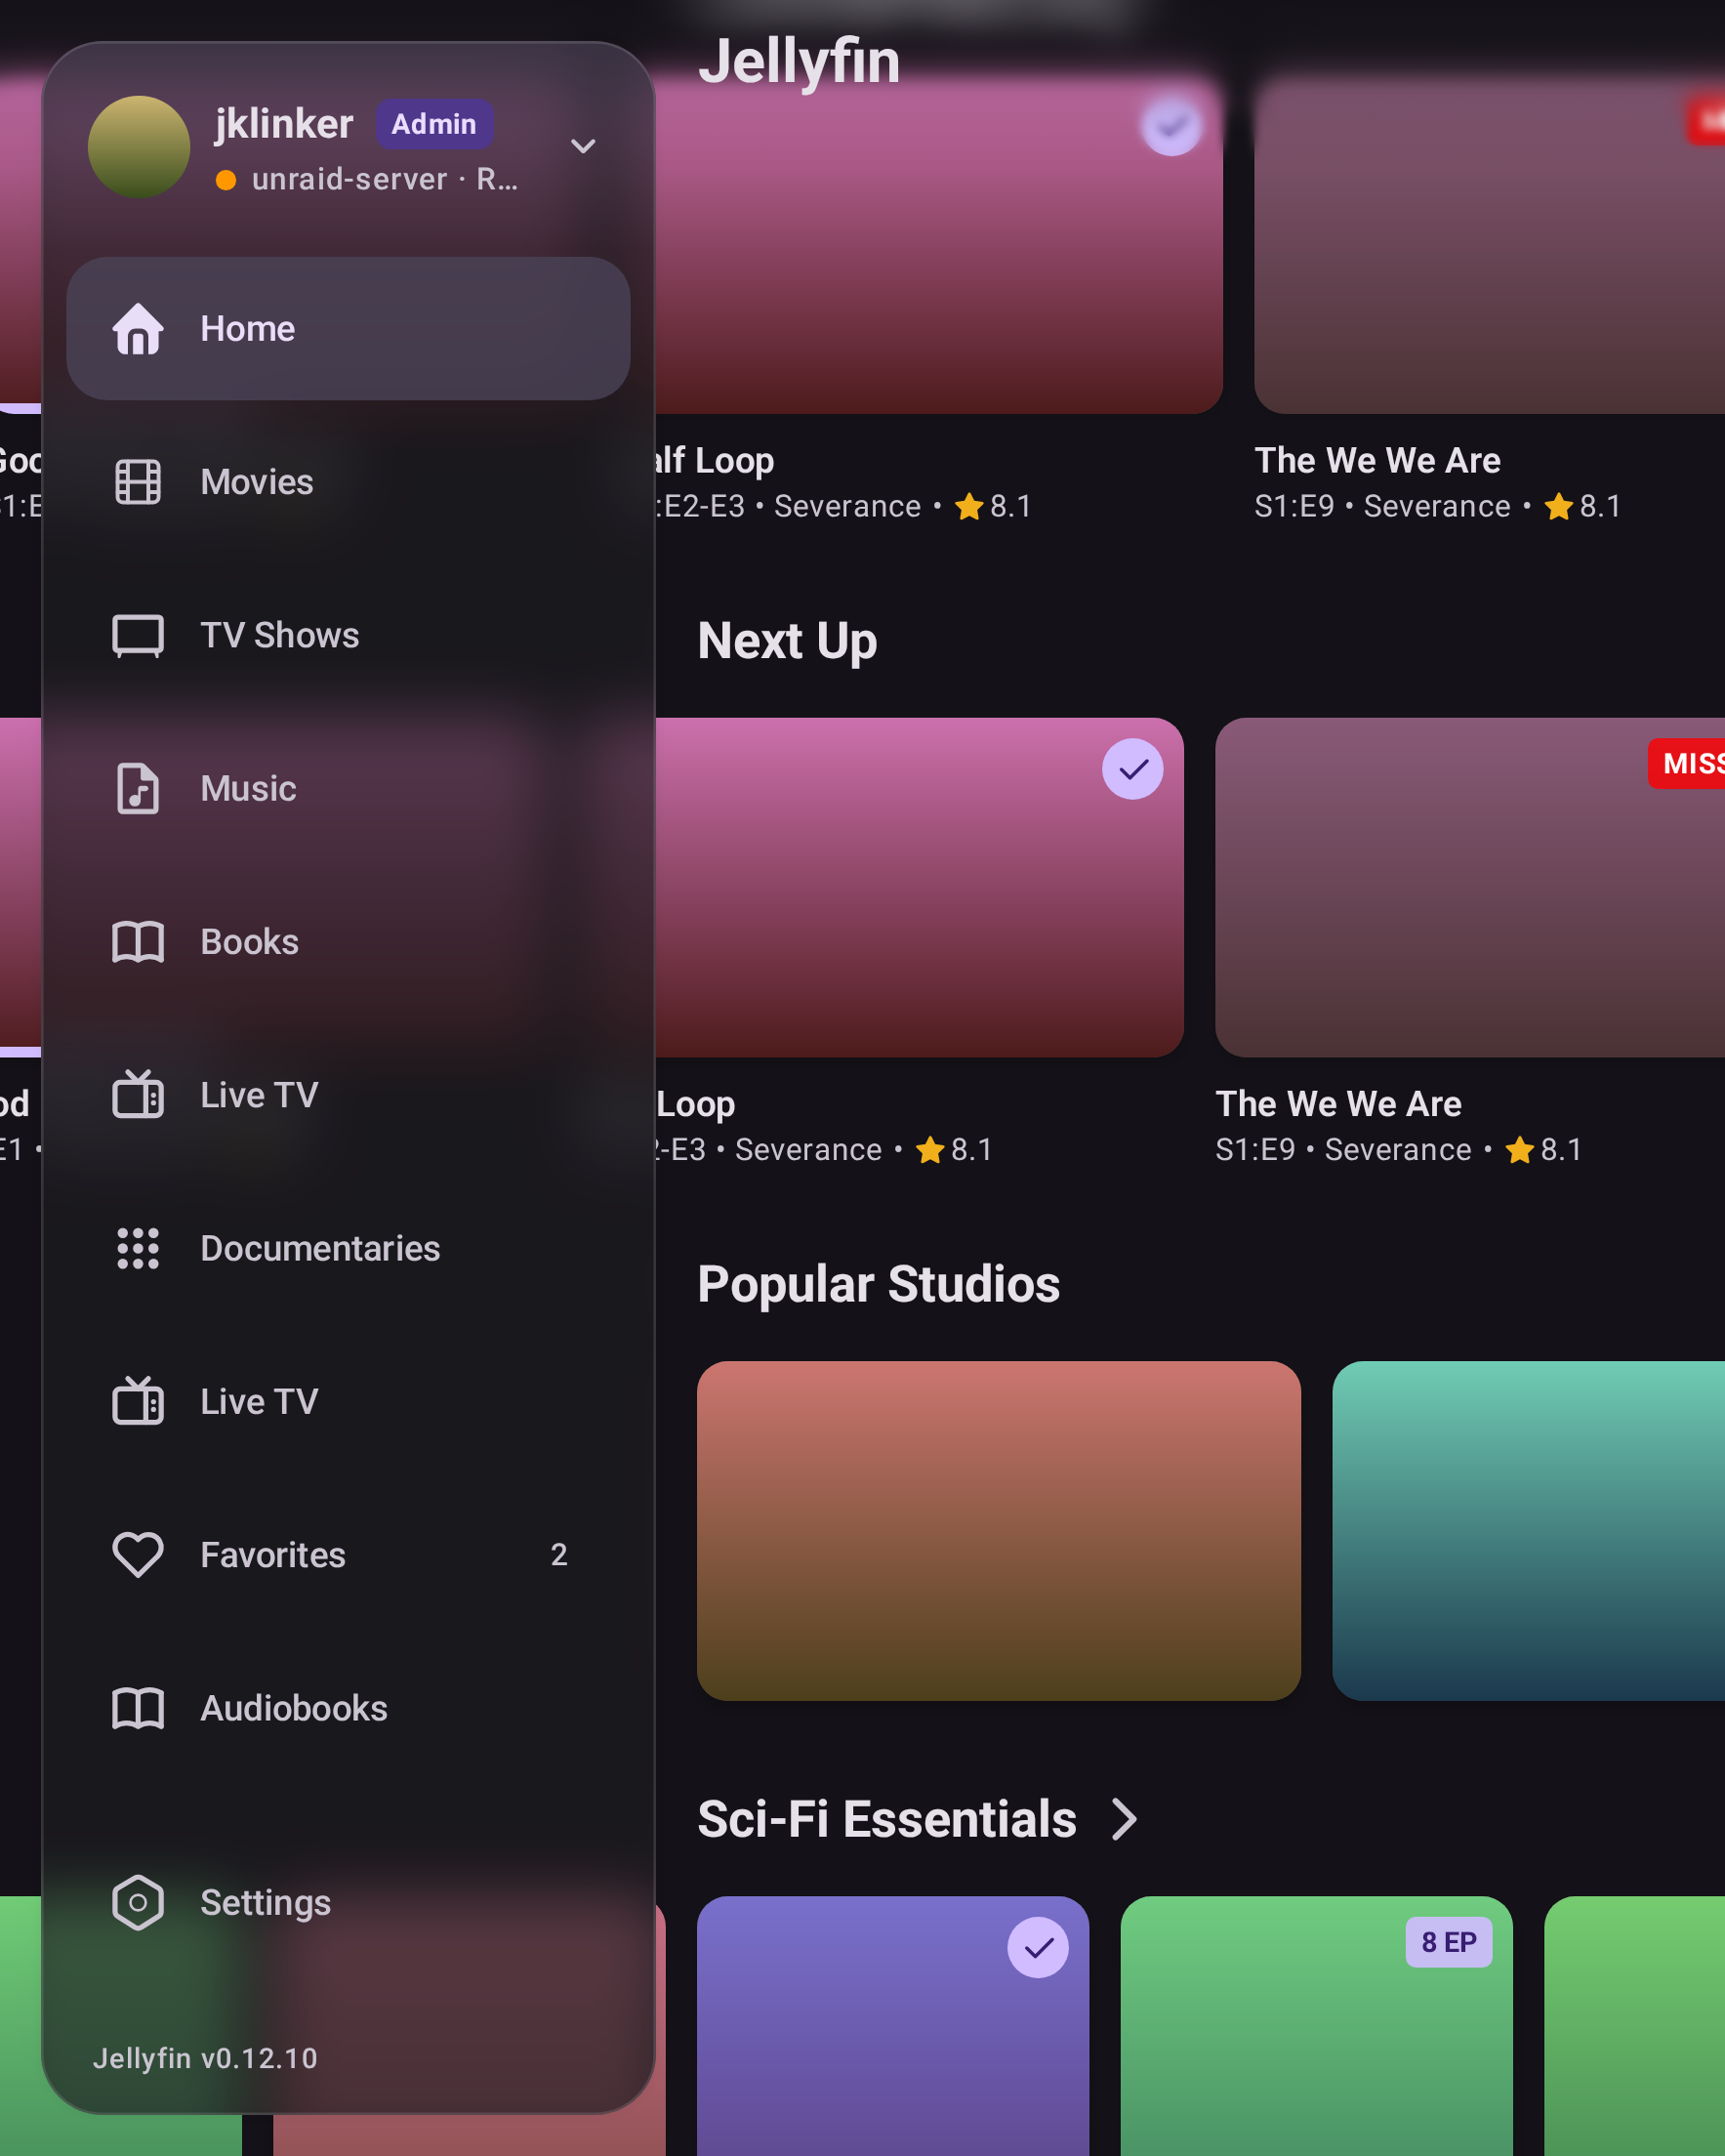 Jellyfin
jklinker Admin
unraid-server · R…
Home
Movies
TV Shows
Music
Books
Live TV
Documentaries
Live TV
Favorites 2
Audiobooks
Settings
Jellyfin v0.12.10
alf Loop
:E2-E3 • Severance • 8.1
The We We Are
S1:E9 • Severance • 8.1
Next Up
MISS
Loop
-E3 • Severance • 8.1
The We We Are
S1:E9 • Severance • 8.1
Popular Studios
Sci-Fi Essentials
8 EP